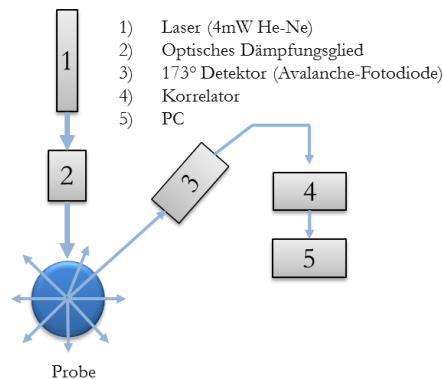 1) Laser (4mW He-Ne)
2) Optisches Dämpfungsglied
3) 173° Detektor (Avalanche-Fotodiode)
4) Korrelator
5) PC
1
2
3
4
5
Probe